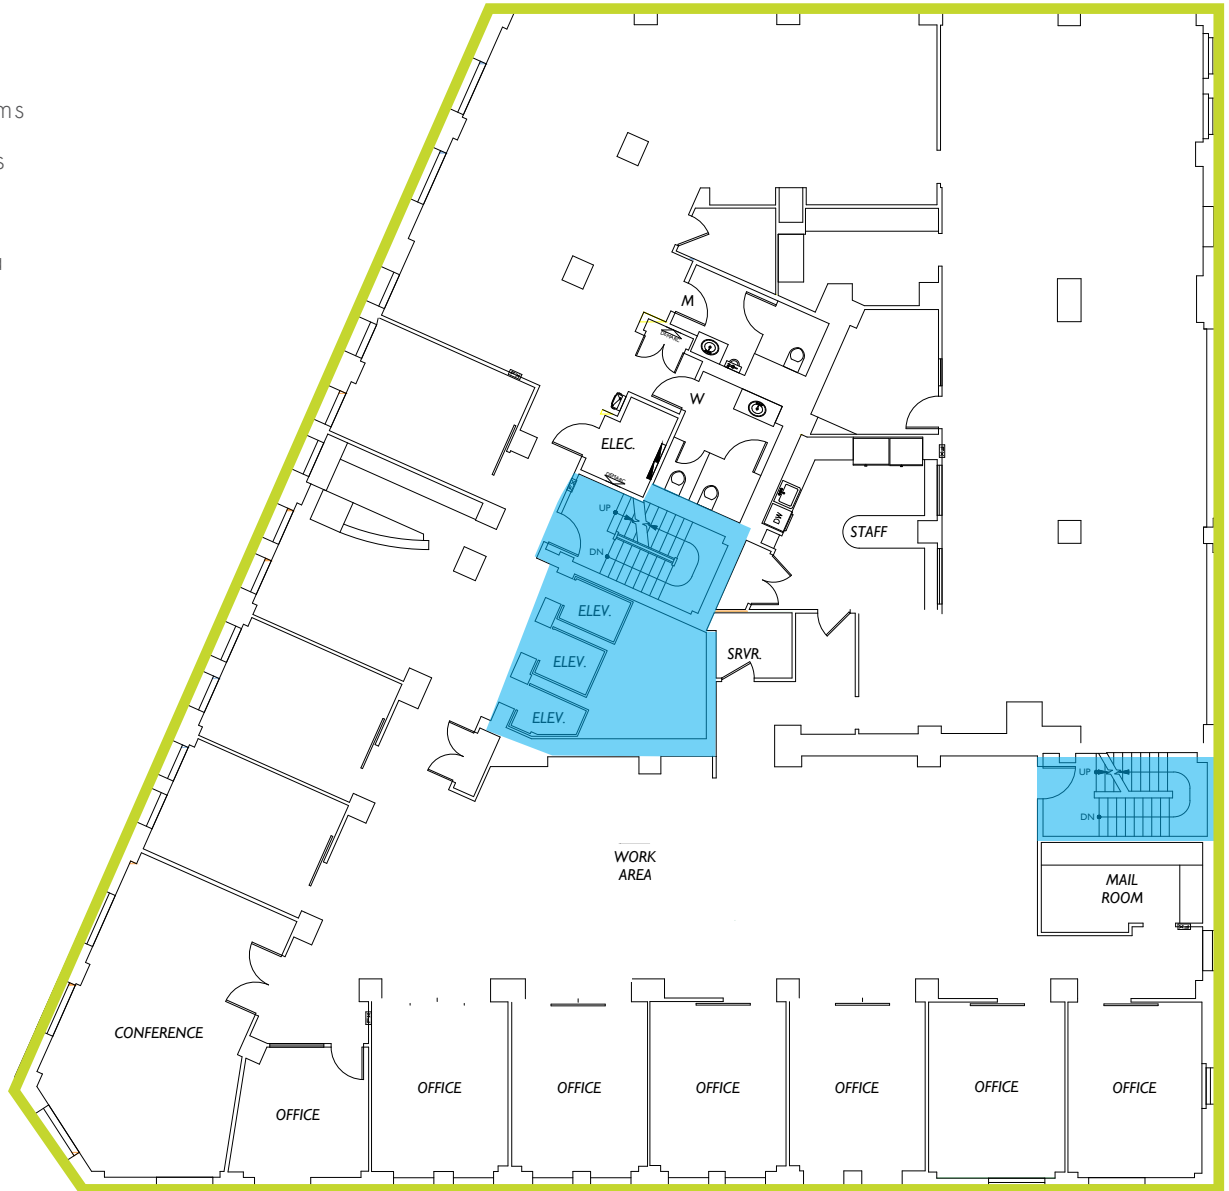 ms
s
M
W
ELEC.
UP
DW
STAFF
DN
ELEV.
SRVR.
ELEV.
ELEV.
UP
DN
WORK
AREA
MAIL
ROOM
CONFERENCE
OFFICE
OFFICE
OFFICE
OFFICE
OFFICE
OFFICE
OFFICE